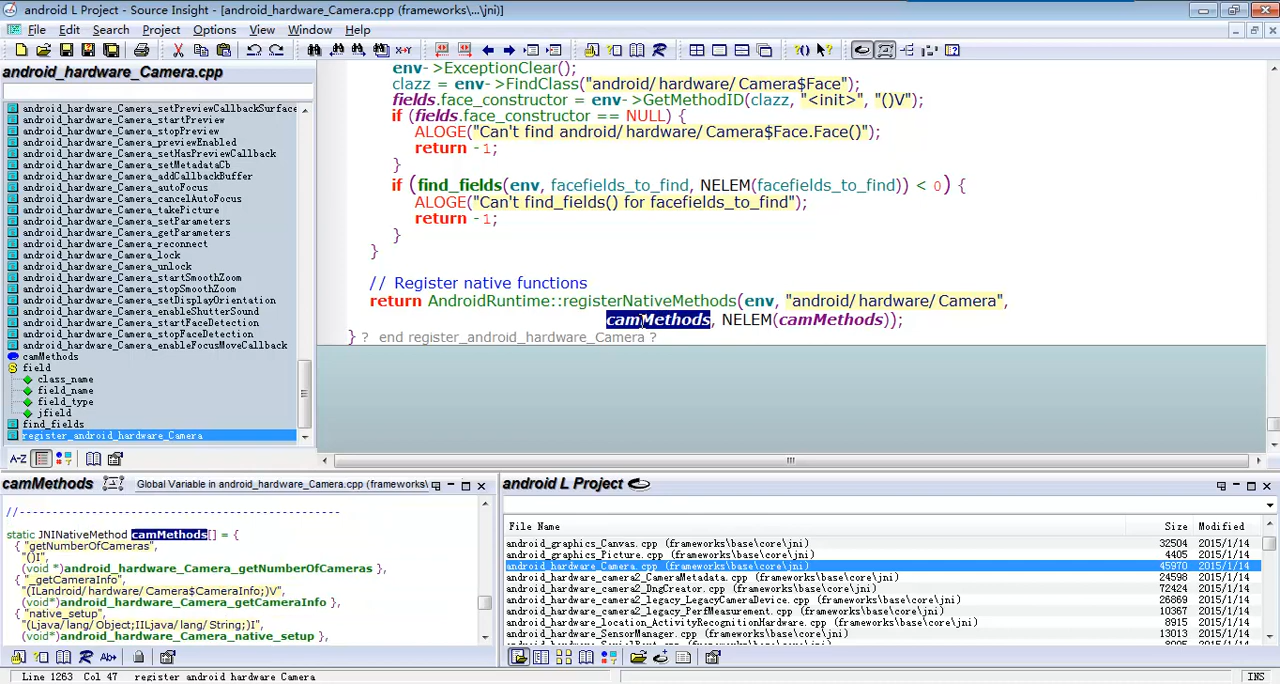 android L Project - Source Insight - [android_hardware_Camera.cpp (frameworks\...\jni)]
File Edit Search Project Options View Window Help
android_hardware_Camera.cpp
android_hardware_Camera_setPreviewCallbackSurface
android_hardware_Camera_startPreview
android_hardware_Camera_stopPreview
android_hardware_Camera_previewEnabled
android_hardware_Camera_setHasPreviewCallback
android_hardware_Camera_setMetadataCb
android_hardware_Camera_addCallbackBuffer
android_hardware_Camera_autoFocus
android_hardware_Camera_cancelAutoFocus
android_hardware_Camera_takePicture
android_hardware_Camera_setParameters
android_hardware_Camera_getParameters
android_hardware_Camera_reconnect
android_hardware_Camera_lock
android_hardware_Camera_unlock
android_hardware_Camera_startSmoothZoom
android_hardware_Camera_stopSmoothZoom
android_hardware_Camera_setDisplayOrientation
android_hardware_Camera_enableShutterSound
android_hardware_Camera_startFaceDetection
android_hardware_Camera_stopFaceDetection
android_hardware_Camera_enableFocusMoveCallback
camMethods
field
class_name
field_name
field_type
jfield
find_fields
register_android_hardware_Camera
A-Z
env->ExceptionClear();
clazz = env->FindClass("android/hardware/Camera$Face");
fields.face_constructor = env->GetMethodID(clazz, "<init>", "()V");
if (fields.face_constructor == NULL) {
ALOGE("Can't find android/hardware/Camera$Face.Face()");
return -1;
}
if (find_fields(env, facefields_to_find, NELEM(facefields_to_find)) < 0) {
ALOGE("Can't find_fields() for facefields_to_find");
return -1;
}
}
// Register native functions
return AndroidRuntime::registerNativeMethods(env, "android/hardware/Camera",
camMethods, NELEM(camMethods));
} ? end register_android_hardware_Camera ?
camMethods Global Variable in android_hardware_Camera.cpp (frameworks\
//-------------------------------------------------
static JNINativeMethod camMethods[] = {
{ "getNumberOfCameras",
"()I",
(void *)android_hardware_Camera_getNumberOfCameras },
{ "_getCameraInfo",
"(ILandroid/hardware/Camera$CameraInfo;)V",
(void*)android_hardware_Camera_getCameraInfo },
{ "native_setup",
"(Ljava/lang/Object;IILjava/lang/String;)I",
(void*)android_hardware_Camera_native_setup },
android L Project
File Name Size Modified
android_graphics_Canvas.cpp (frameworks\base\core\jni) 32504 2015/1/14
android_graphics_Picture.cpp (frameworks\base\core\jni) 4405 2015/1/14
android_hardware_Camera.cpp (frameworks\base\core\jni) 45970 2015/1/14
android_hardware_camera2_CameraMetadata.cpp (frameworks\base\core\jni) 24598 2015/1/14
android_hardware_camera2_DngCreator.cpp (frameworks\base\core\jni) 72424 2015/1/14
android_hardware_camera2_legacy_LegacyCameraDevice.cpp (frameworks\base\core\jni) 26869 2015/1/14
android_hardware_camera2_legacy_PerfMeasurement.cpp (frameworks\base\core\jni) 10367 2015/1/14
android_hardware_location_ActivityRecognitionHardware.cpp (frameworks\base\core\jni) 8915 2015/1/14
android_hardware_SensorManager.cpp (frameworks\base\core\jni) 13013 2015/1/14
Line 1263 Col 47 register_android_hardware_Camera INS